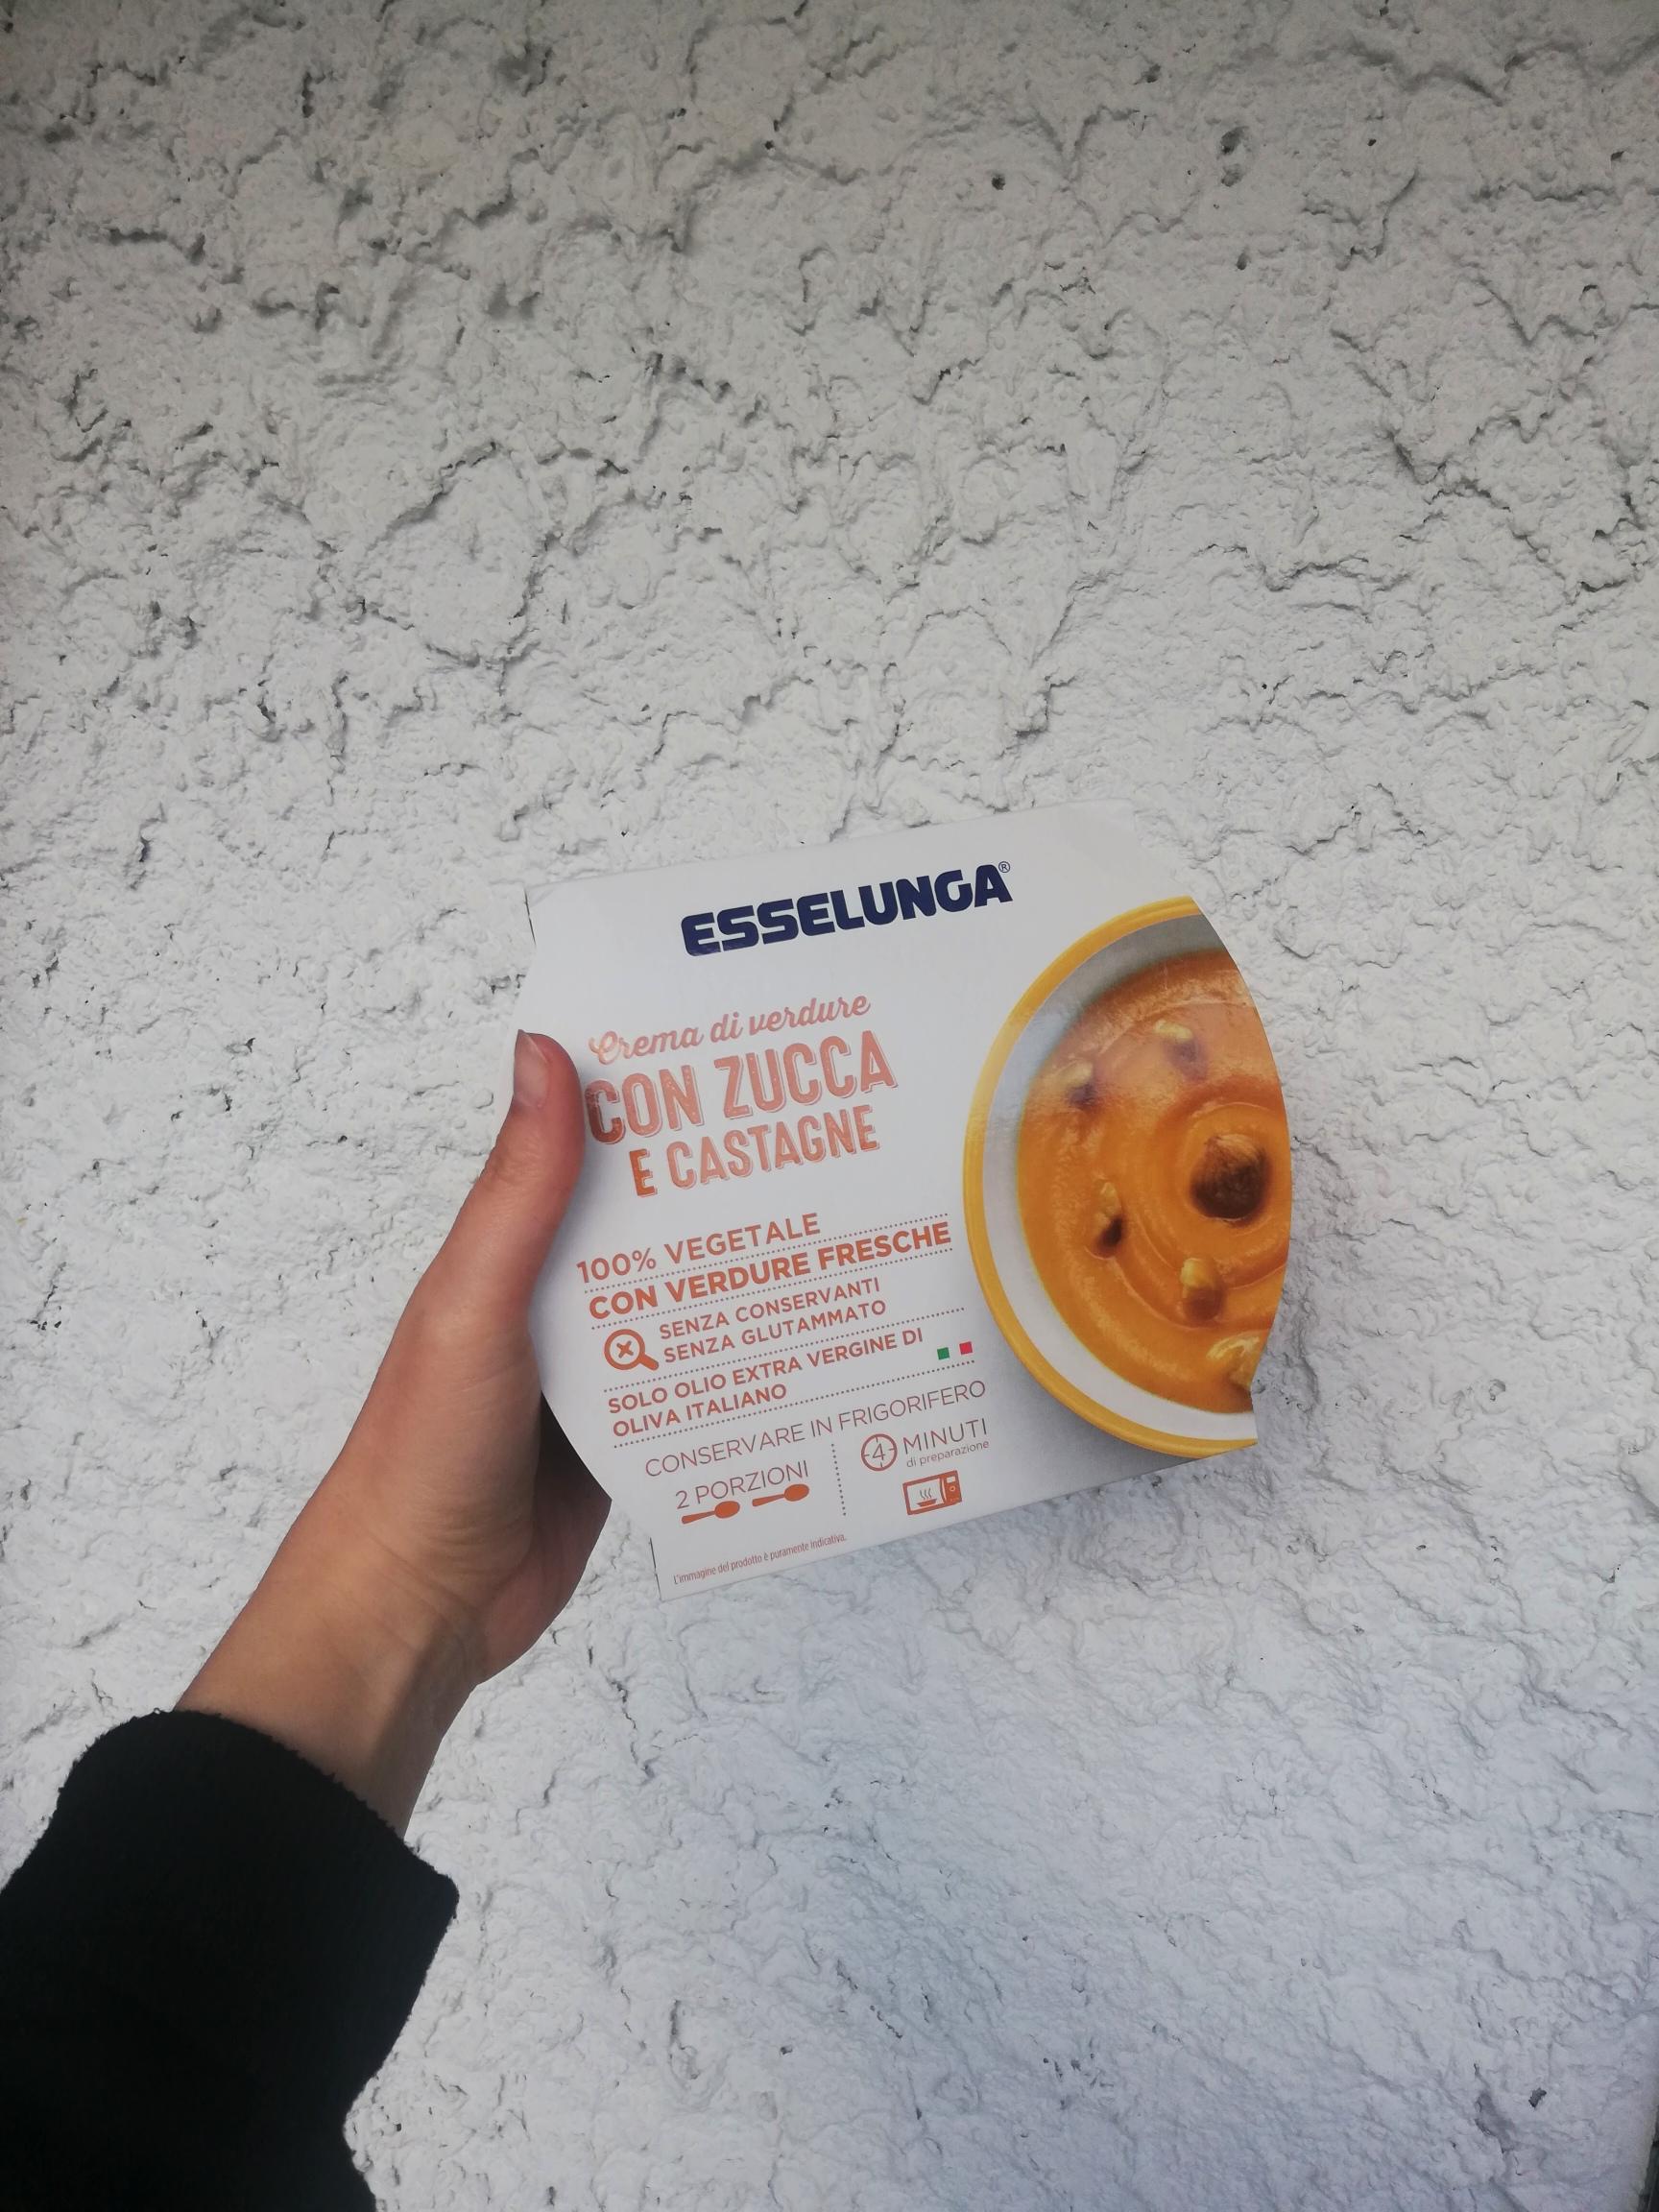 ESSELUNGA®
Crema di verdure
CON ZUCCA
E CASTAGNE
100% VEGETALE
CON VERDURE FRESCHE
SENZA CONSERVANTI
SENZA GLUTAMMATO
SOLO OLIO EXTRA VERGINE DI
OLIVA ITALIANO
CONSERVARE IN FRIGORIFERO
2 PORZIONI
4 MINUTI
di preparazione
L'immagine del prodotto è puramente indicativa.